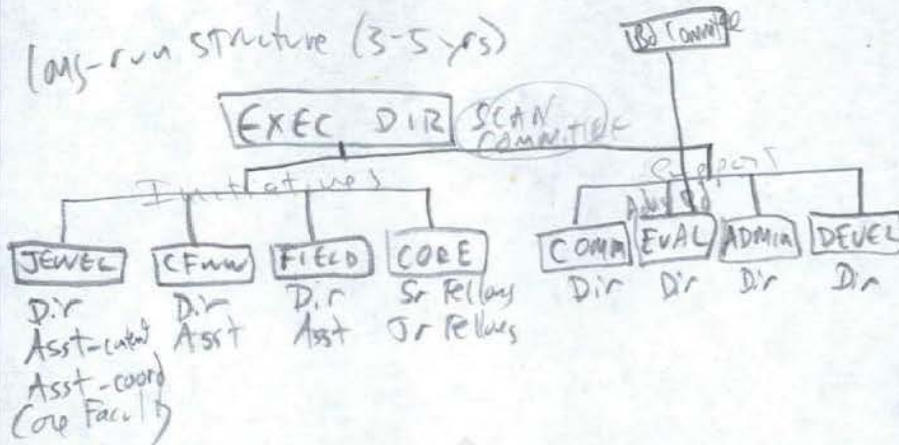 Long-run structure (3-5 yrs)
Bd Committee
EXEC DIR
SCAN
COMMITTEE
Initiatives
Support
JEWEL
CFWW
FIELD
CORE
COMM
EVAL
ADMIN
DEVEL
Dir
Asst-
Asst-coord
Core Faculty
Dir
Asst
Dir
Asst
Sr Fellows
Jr Fellows
Dir
Dir
Dir
Dir